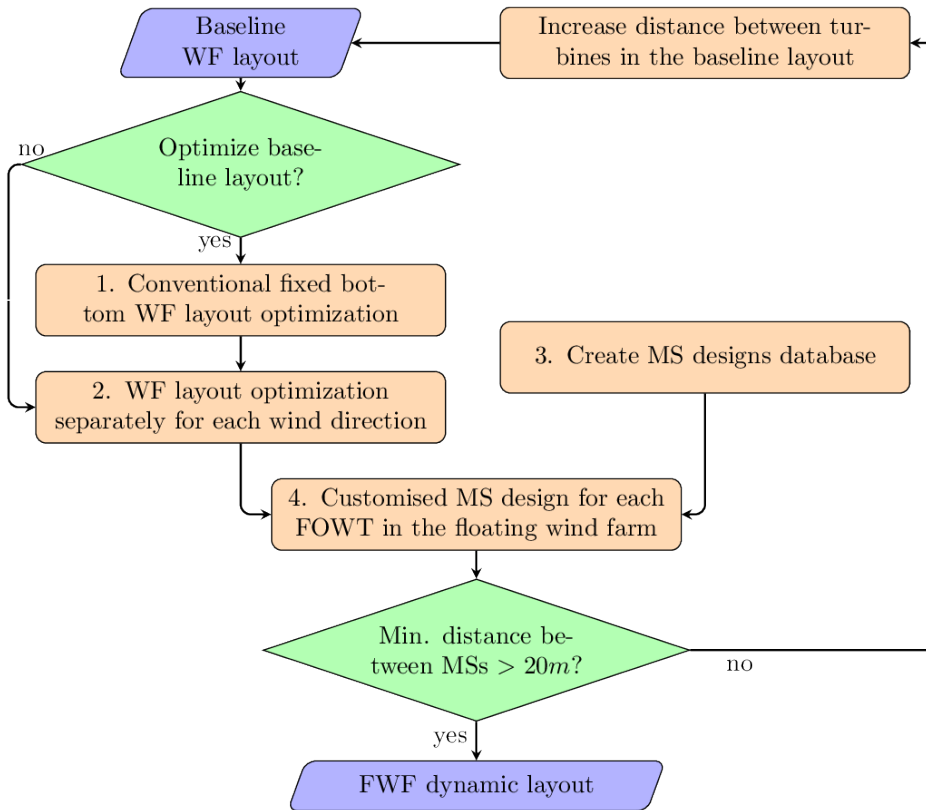 Baseline
WF layout
Increase distance between tur-
bines in the baseline layout
no
Optimize base-
line layout?
yes
1. Conventional fixed bot-
tom WF layout optimization
3. Create MS designs database
2. WF layout optimization
separately for each wind direction
4. Customised MS design for each
FOWT in the floating wind farm
Min. distance be-
tween MSs > 20m?
no
yes
FWF dynamic layout